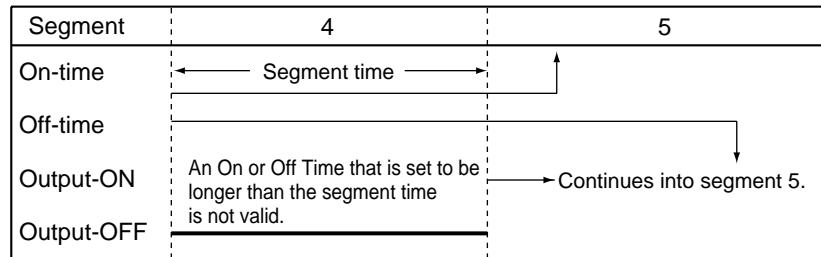 Segment 4 5
On-time Segment time
Off-time
Output-ON An On or Off Time that is set to be
longer than the segment time
is not valid.
Continues into segment 5.
Output-OFF